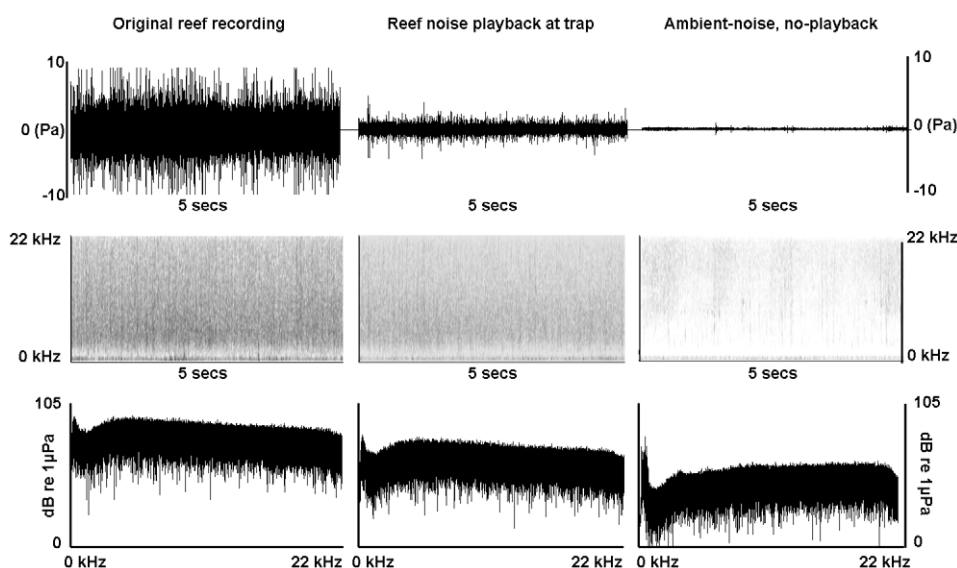 Original reef recording Reef noise playback at trap Ambient-noise, no-playback
10 10
0 (Pa) 0 (Pa)
-10 -10
5 secs 5 secs 5 secs
22 kHz 22 kHz
0 kHz 0 kHz
5 secs 5 secs 5 secs
105 105
dB re 1µPa dB re 1µPa
0 0
0 kHz 22 kHz 0 kHz 22 kHz 0 kHz 22 kHz